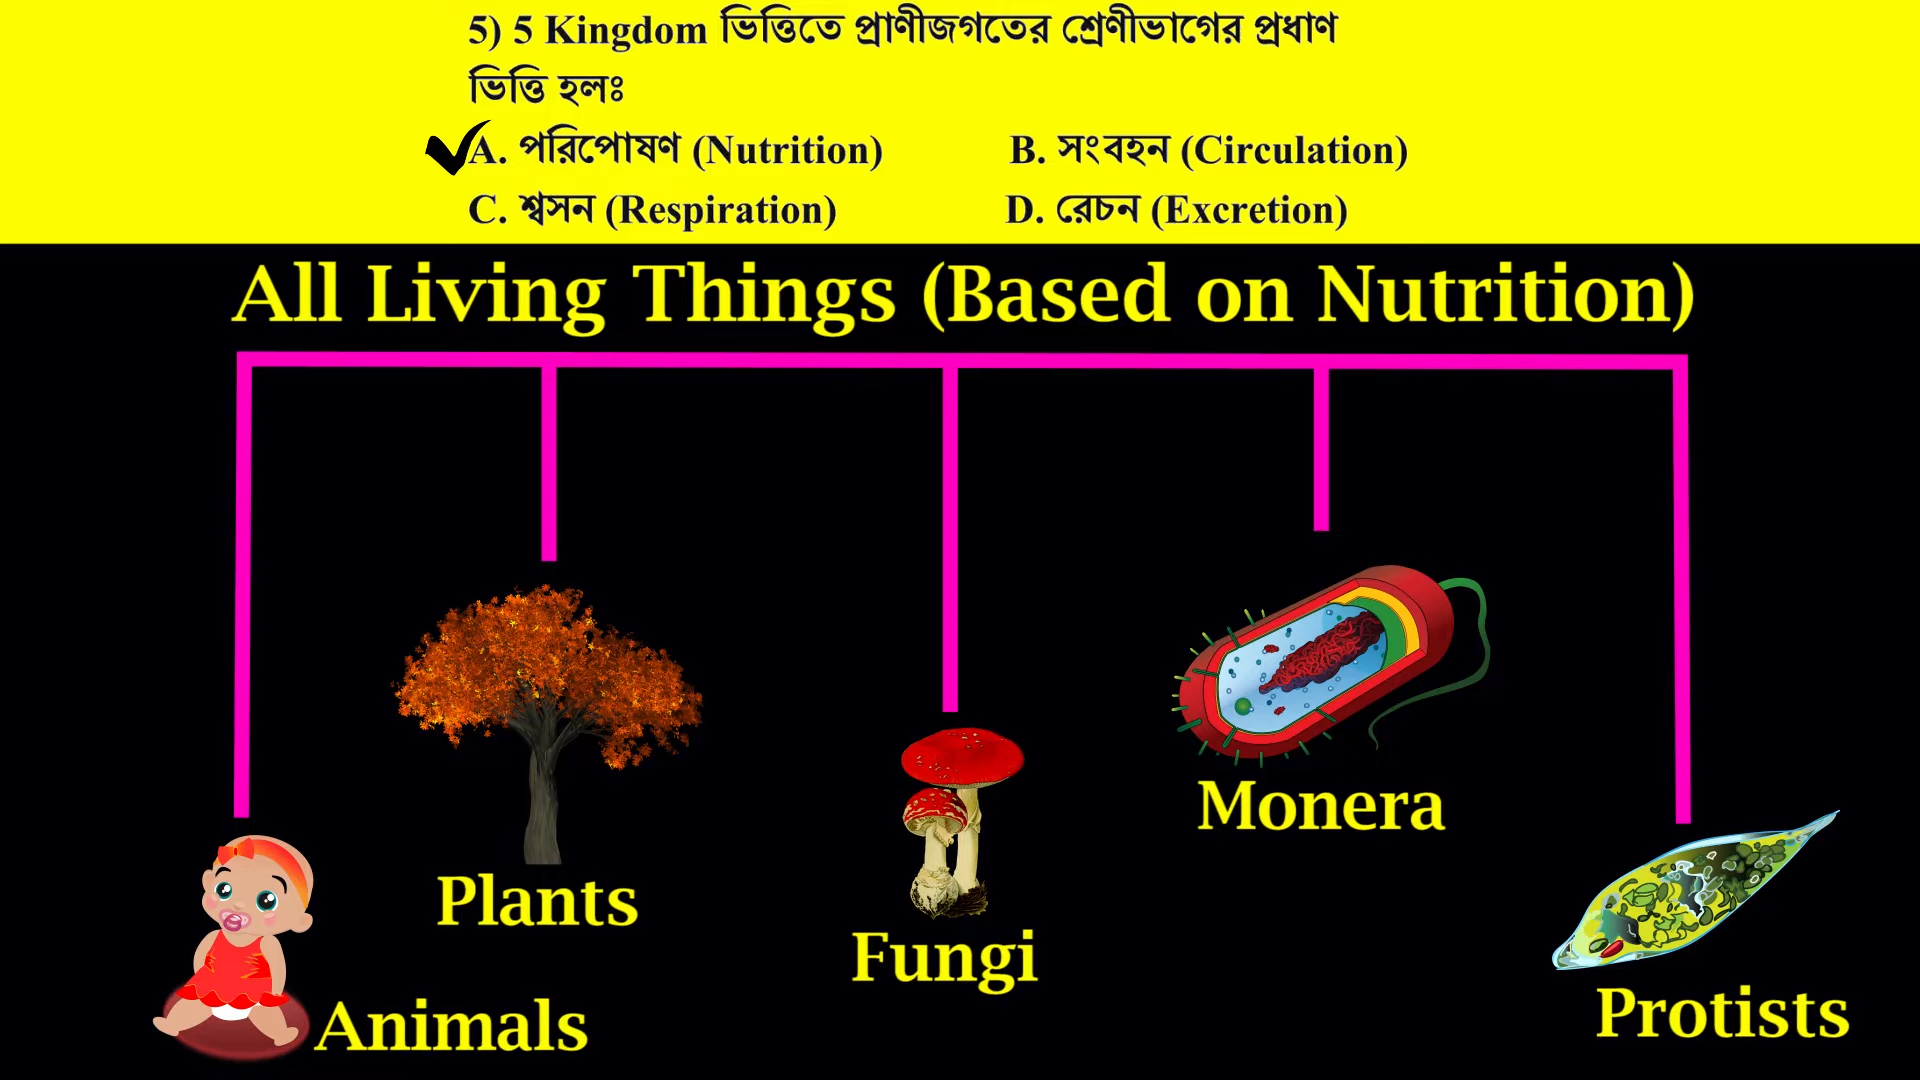 5) 5 Kingdom ভিত্তিতে প্রাণীজগতের শ্রেণীভাগের প্রধাণ
ভিত্তি হলঃ
A. পরিপোষণ (Nutrition) B. সংবহন (Circulation)
C. শ্বসন (Respiration) D. রেচন (Excretion)
All Living Things (Based on Nutrition)
Monera
Plants
Fungi
Protists
Animals